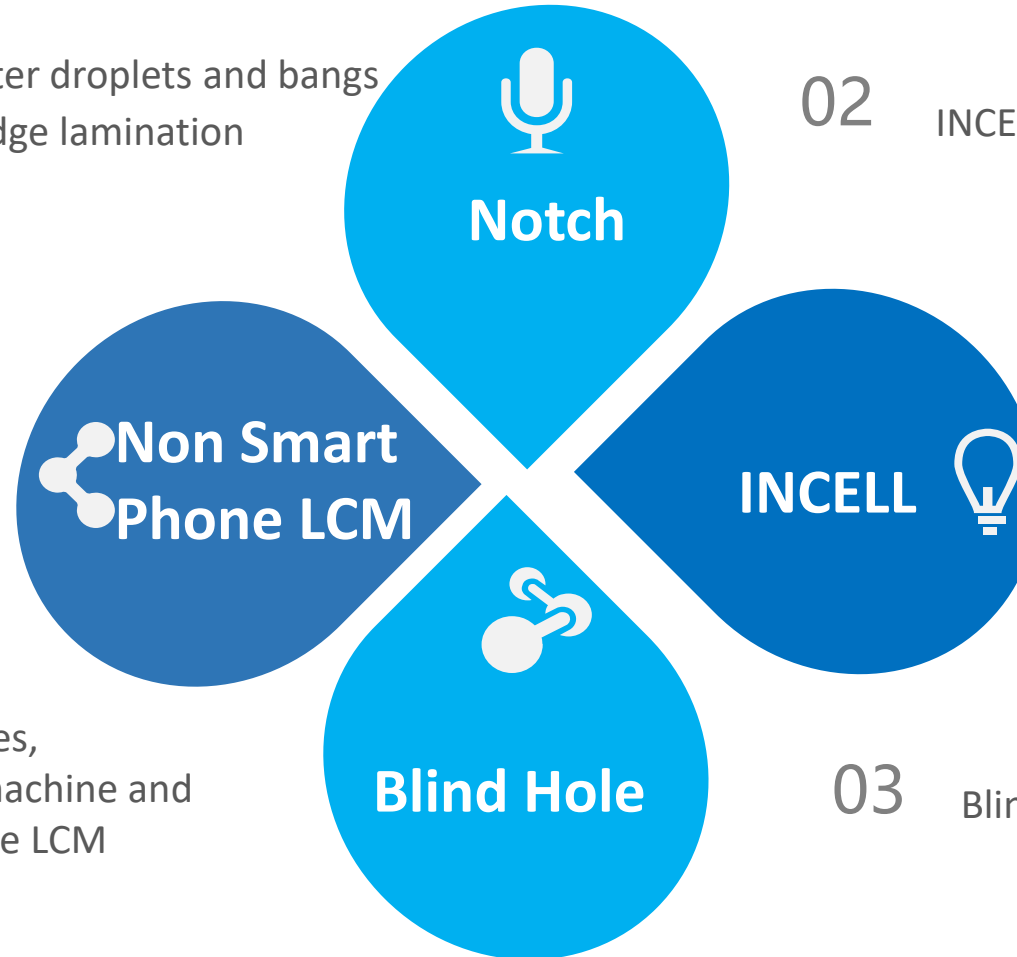 ter droplets and bangs
dge lamination
02
INCE
Notch
Non Smart
Phone LCM
INCELL
es,
achine and
e LCM
Blind Hole
03
Blin